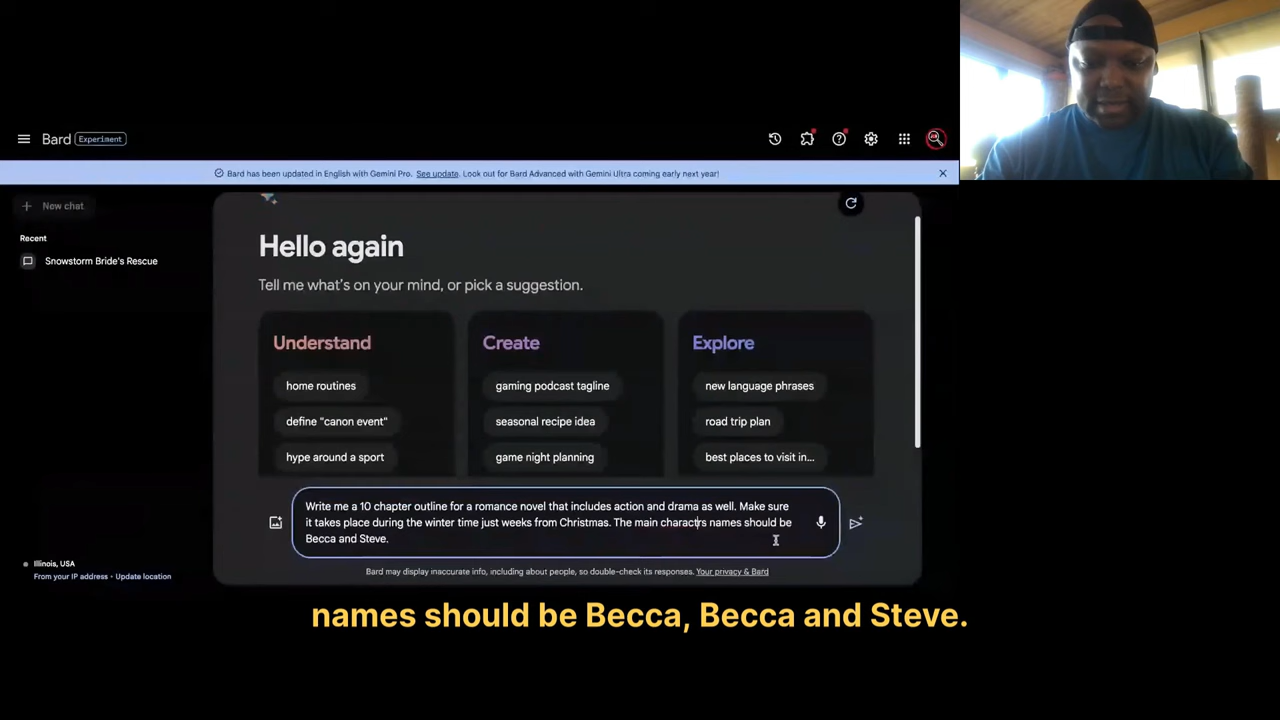 Bard Experiment
Bard has been updated in English with Gemini Pro. See update. Look out for Bard Advanced with Gemini Ultra coming early next year!
New chat
Recent
Snowstorm Bride's Rescue
Hello again
Tell me what's on your mind, or pick a suggestion.
Understand
home routines
define "canon event"
hype around a sport
Create
gaming podcast tagline
seasonal recipe idea
game night planning
Explore
new language phrases
road trip plan
best places to visit in...
Write me a 10 chapter outline for a romance novel that includes action and drama as well. Make sure
it takes place during the winter time just weeks from Christmas. The main charactrs names should be
Becca and Steve.
Illinois, USA
From your IP address • Update location
Bard may display inaccurate info, including about people, so double-check its responses. Your privacy & Bard
names should be Becca, Becca and Steve.